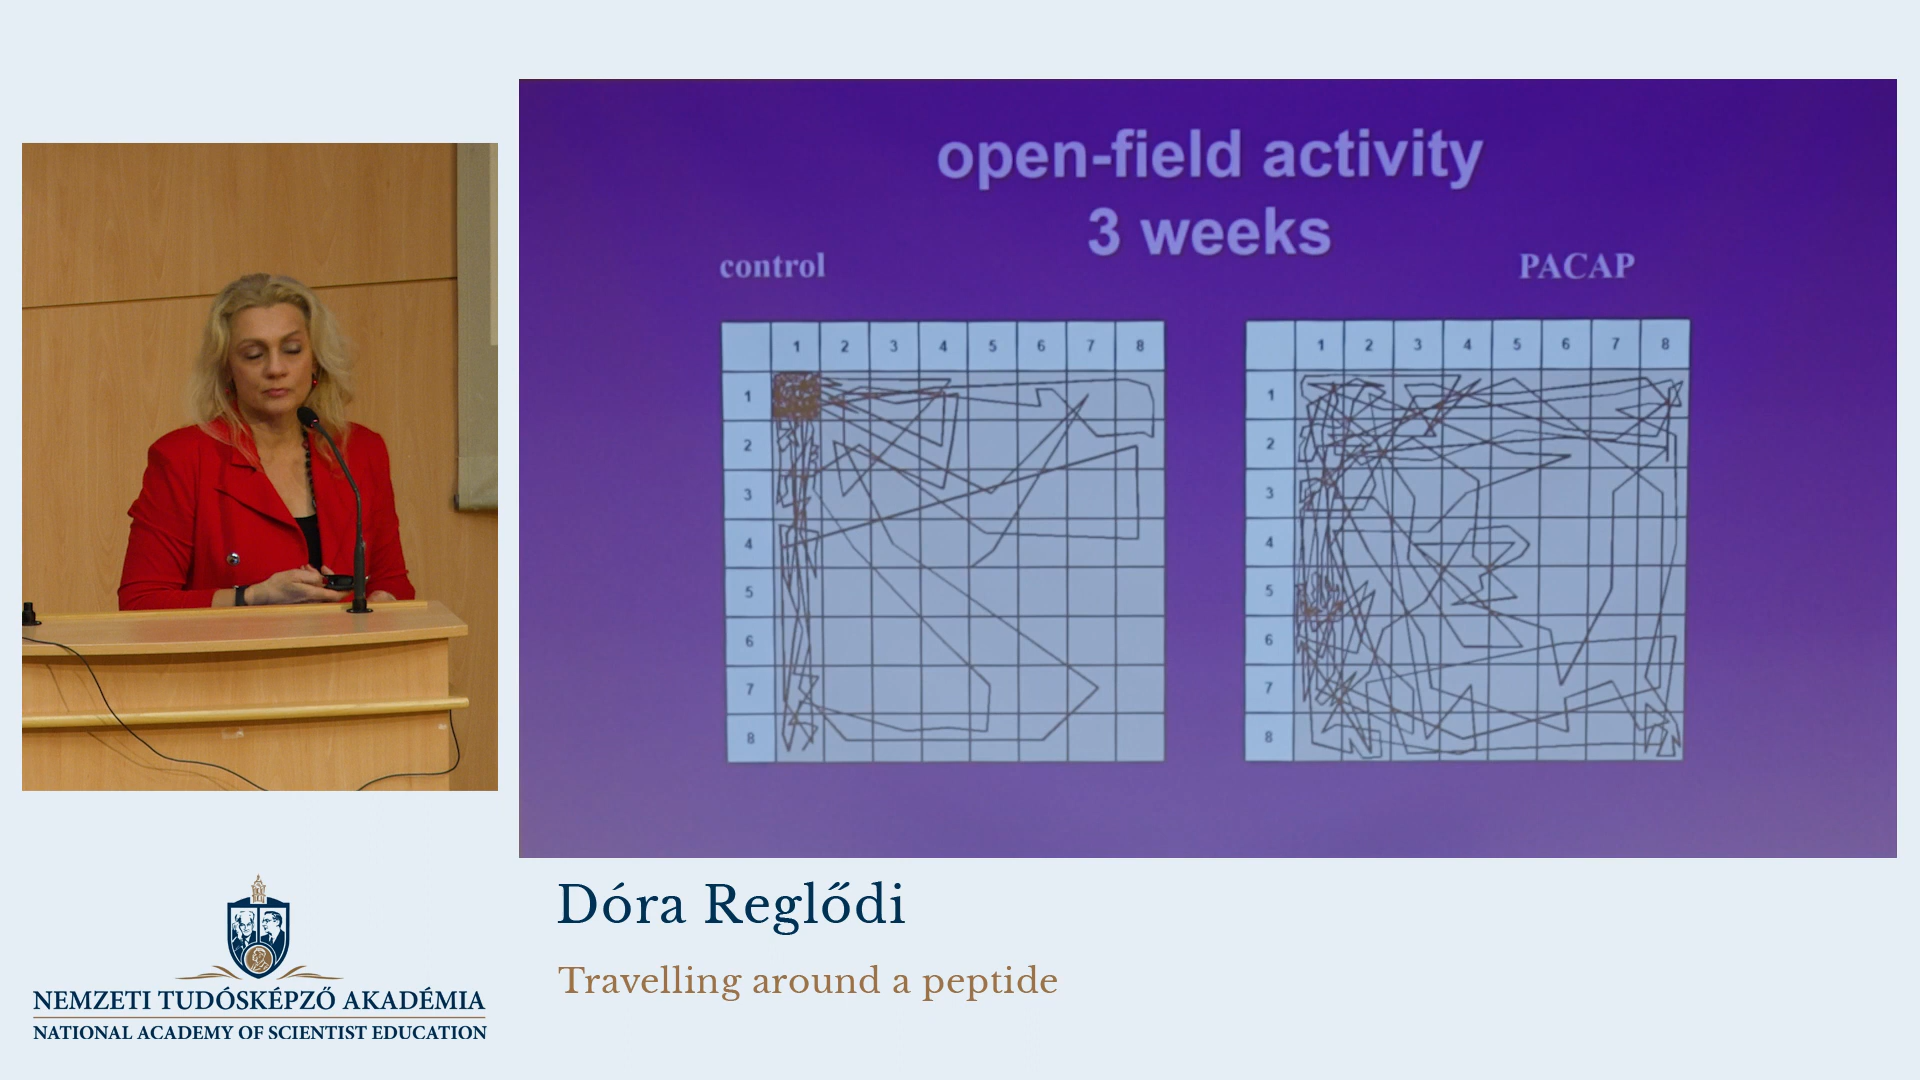 open-field activity
3 weeks
control
PACAP
1 2 3 4 5 6 7 8
1
2
3
4
5
6
7
8
1 2 3 4 5 6 7 8
1
2
3
4
5
6
7
8
Dóra Reglődi
Travelling around a peptide
NEMZETI TUDÓSKÉPZŐ AKADÉMIA
NATIONAL ACADEMY OF SCIENTIST EDUCATION